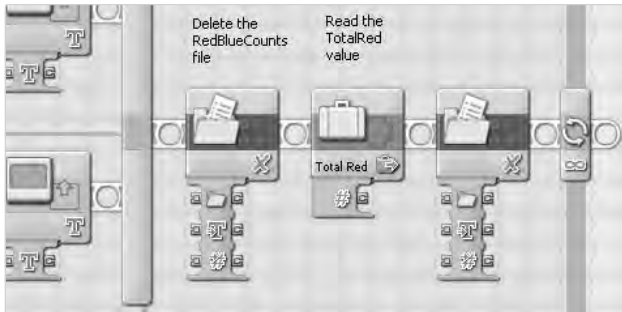 Delete the
RedBlueCounts
file
Read the
TotalRed
value
T
T
Total Red
#
T
T
#
T
#
T